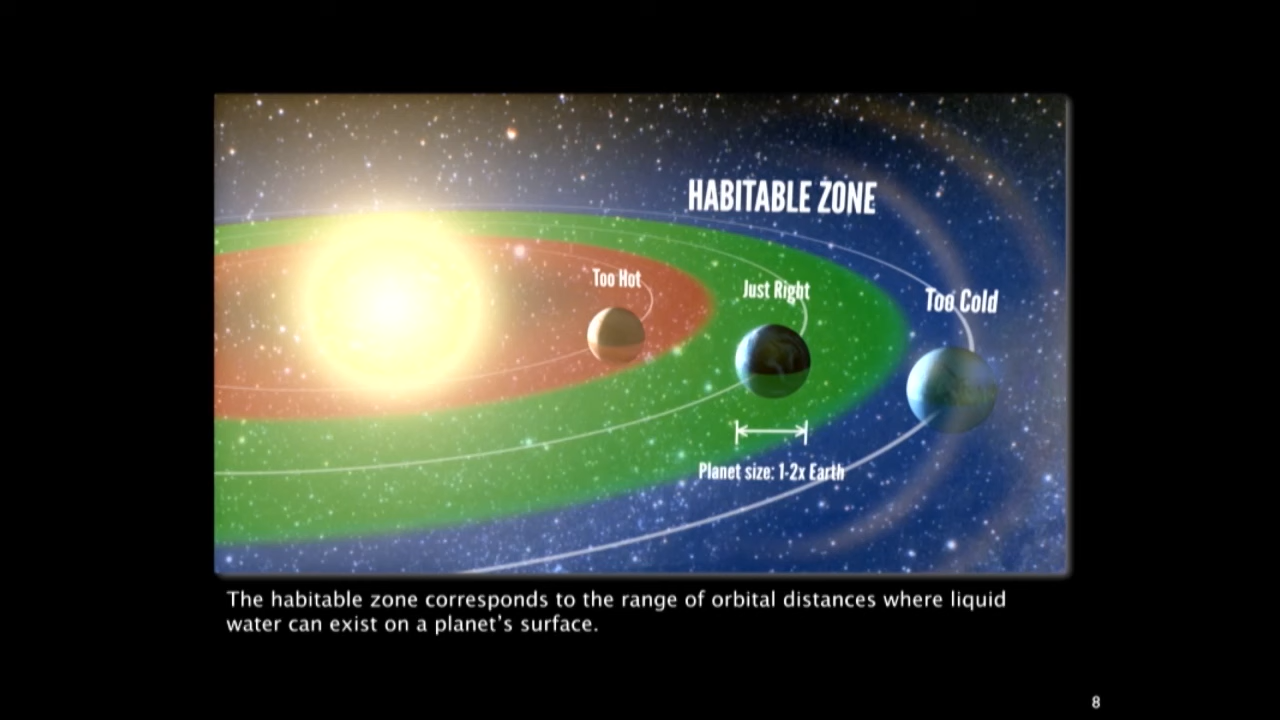 HABITABLE ZONE
Too Hot
Just Right
Too Cold
Planet size: 1-2x Earth
The habitable zone corresponds to the range of orbital distances where liquid
water can exist on a planet's surface.
8